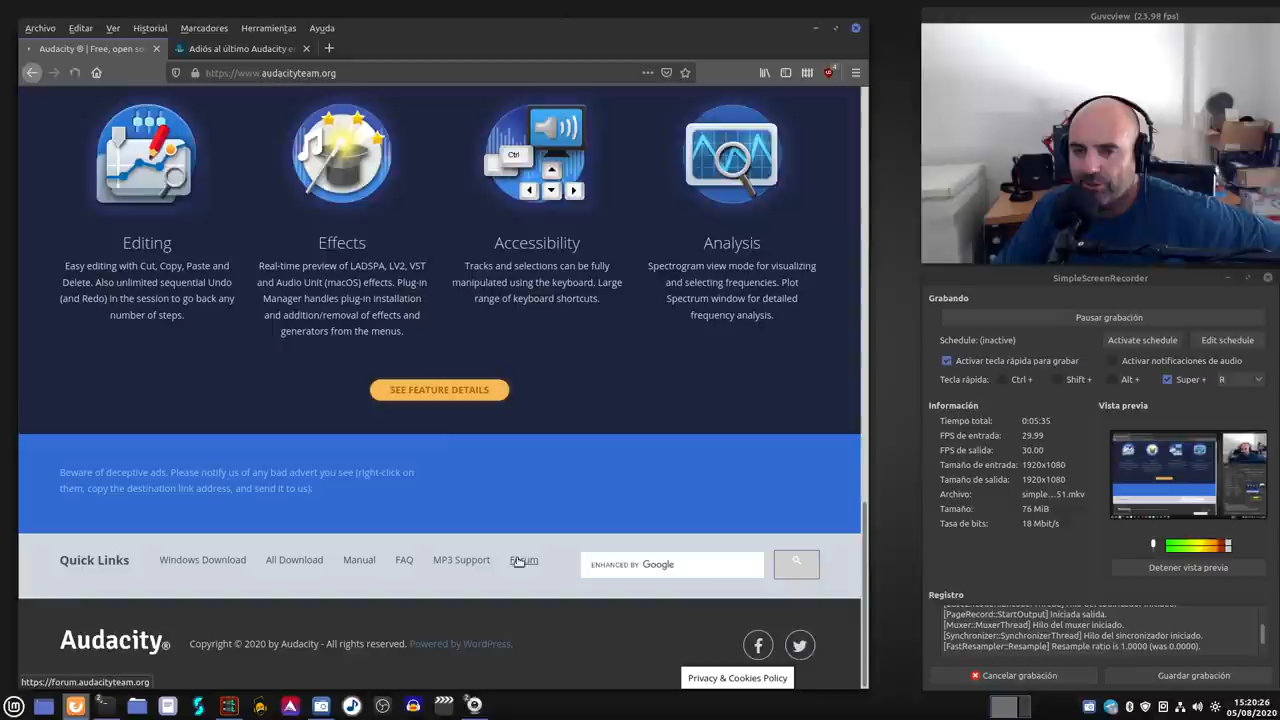 Archivo Editar Ver Historial Marcadores Herramientas Ayuda
Audacity ® | Free, open so
Adiós al último Audacity e
https://www.audacityteam.org
4
Ctrl
Editing
Easy editing with Cut, Copy, Paste and
Delete. Also unlimited sequential Undo
(and Redo) in the session to go back any
number of steps.
Effects
Real-time preview of LADSPA, LV2, VST
and Audio Unit (macOS) effects. Plug-in
Manager handles plug-in installation
and addition/removal of effects and
generators from the menus.
Accessibility
Tracks and selections can be fully
manipulated using the keyboard. Large
range of keyboard shortcuts.
Analysis
Spectrogram view mode for visualizing
and selecting frequencies. Plot
Spectrum window for detailed
frequency analysis.
SEE FEATURE DETAILS
Beware of deceptive ads. Please notify us of any bad advert you see (right-click on
them, copy the destination link address, and send it to us):
Quick Links Windows Download All Download Manual FAQ MP3 Support Forum
ENHANCED BY Google
Audacity® Copyright © 2020 by Audacity - All rights reserved. Powered by WordPress.
Privacy & Cookies Policy
https://forum.audacityteam.org
Guvcview (23,98 fps)
SimpleScreenRecorder
Grabando
Pausar grabación
Schedule: (inactive) Activate schedule Edit schedule
Activar tecla rápida para grabar Activar notificaciones de audio
Tecla rápida: Ctrl + Shift + Alt + Super + R
Información
Tiempo total: 0:05:35
FPS de entrada: 29.99
FPS de salida: 30.00
Tamaño de entrada: 1920x1080
Tamaño de salida: 1920x1080
Archivo: simple...51.mkv
Tamaño: 76 MiB
Tasa de bits: 18 Mbit/s
Vista previa
Detener vista previa
Registro
[PageRecord::StartOutput] Iniciada salida.
[Muxer::MuxerThread] Hilo del muxer iniciado.
[Synchronizer::SynchronizerThread] Hilo del sincronizador iniciado.
[FastResampler::Resample] Resample ratio is 1.0000 (was 0.0000).
Cancelar grabación Guardar grabación
15:20:26
05/08/2020